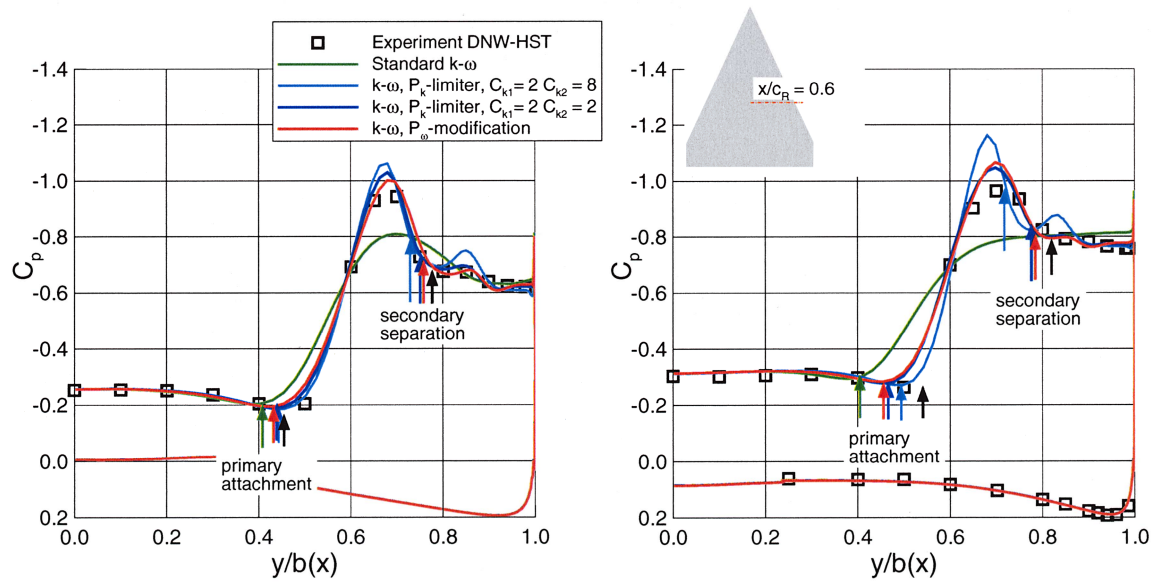 Experiment DNW-HST
Standard k-ω
k-ω, Pk-limiter, Ck1= 2 Ck2 = 8
k-ω, Pk-limiter, Ck1= 2 Ck2 = 2
k-ω, Pω-modification
-1.4
-1.2
-1.0
-0.8
Cp
-0.6
-0.4
-0.2
0.0
0.2
secondary
separation
primary
attachment
0.0 0.2 0.4 0.6 0.8 1.0
y/b(x)
x/cR = 0.6
-1.4
-1.2
-1.0
-0.8
Cp
-0.6
-0.4
-0.2
0.0
0.2
secondary
separation
primary
attachment
0.0 0.2 0.4 0.6 0.8 1.0
y/b(x)